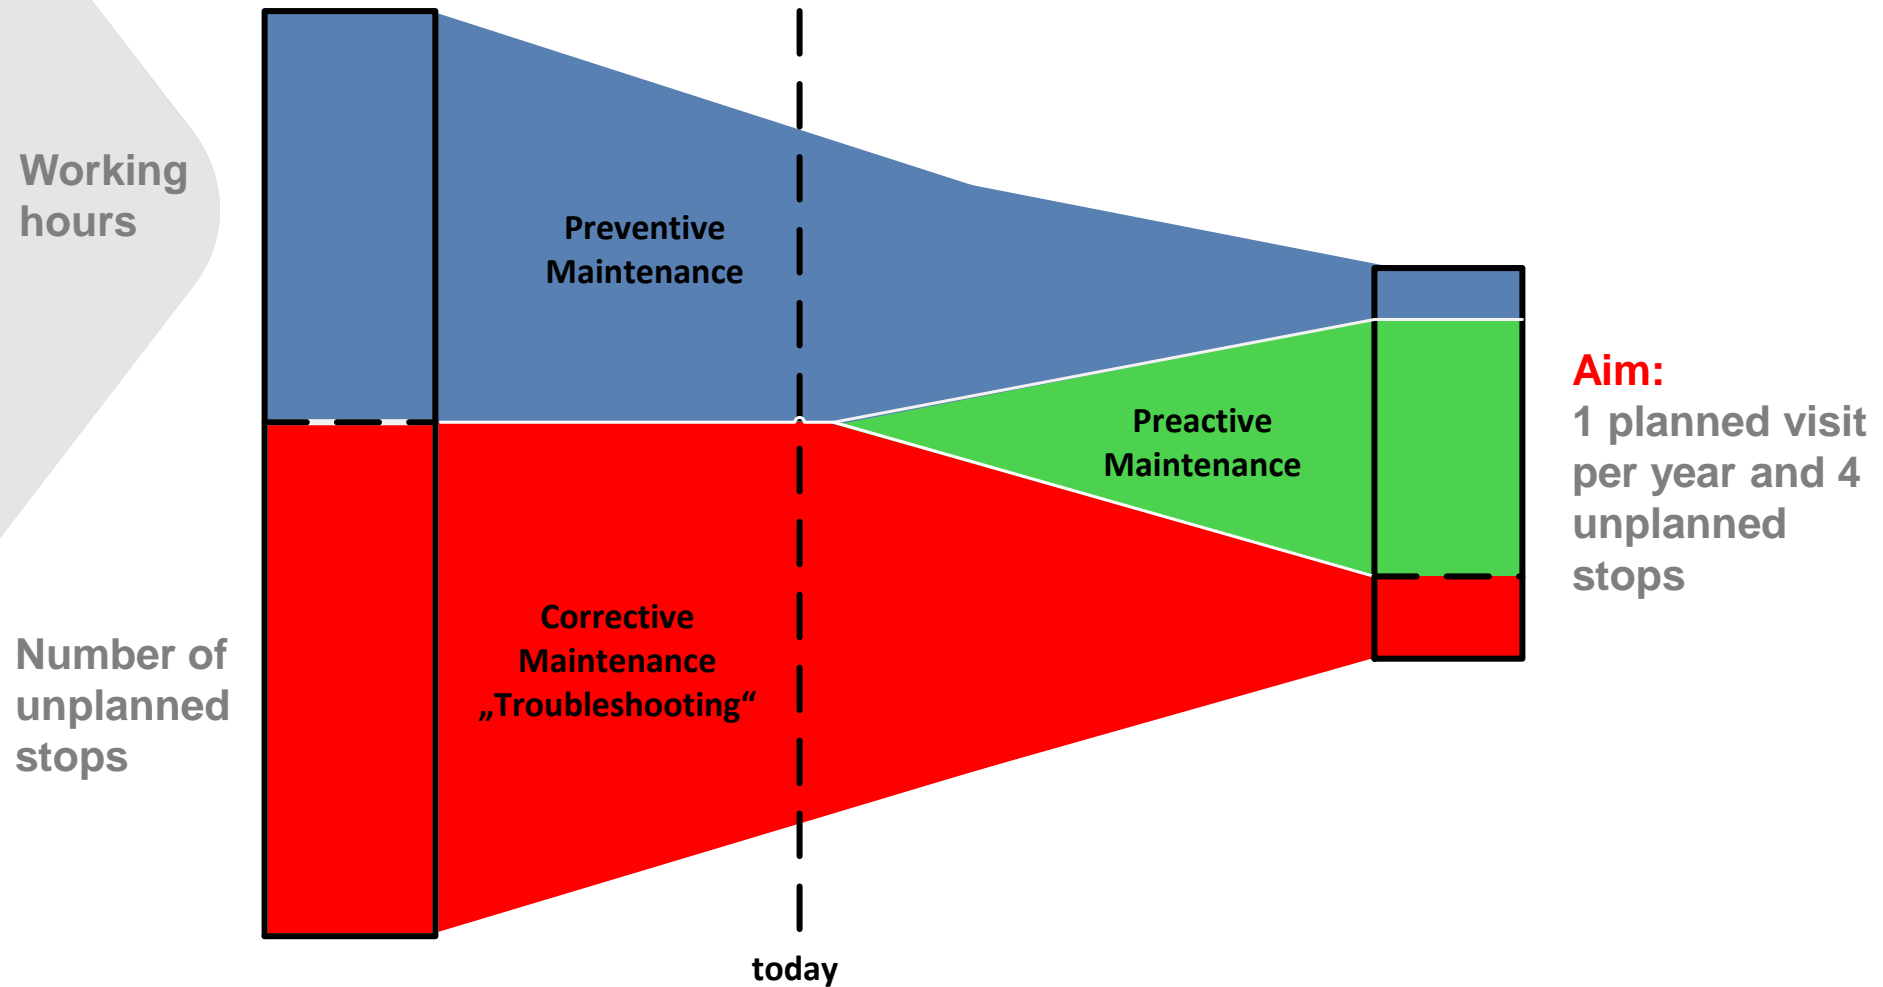 Working
hours
Number of
unplanned
stops
Preventive
Maintenance
Corrective
Maintenance
„Troubleshooting“
Preactive
Maintenance
today
Aim:
1 planned visit
per year and 4
unplanned
stops